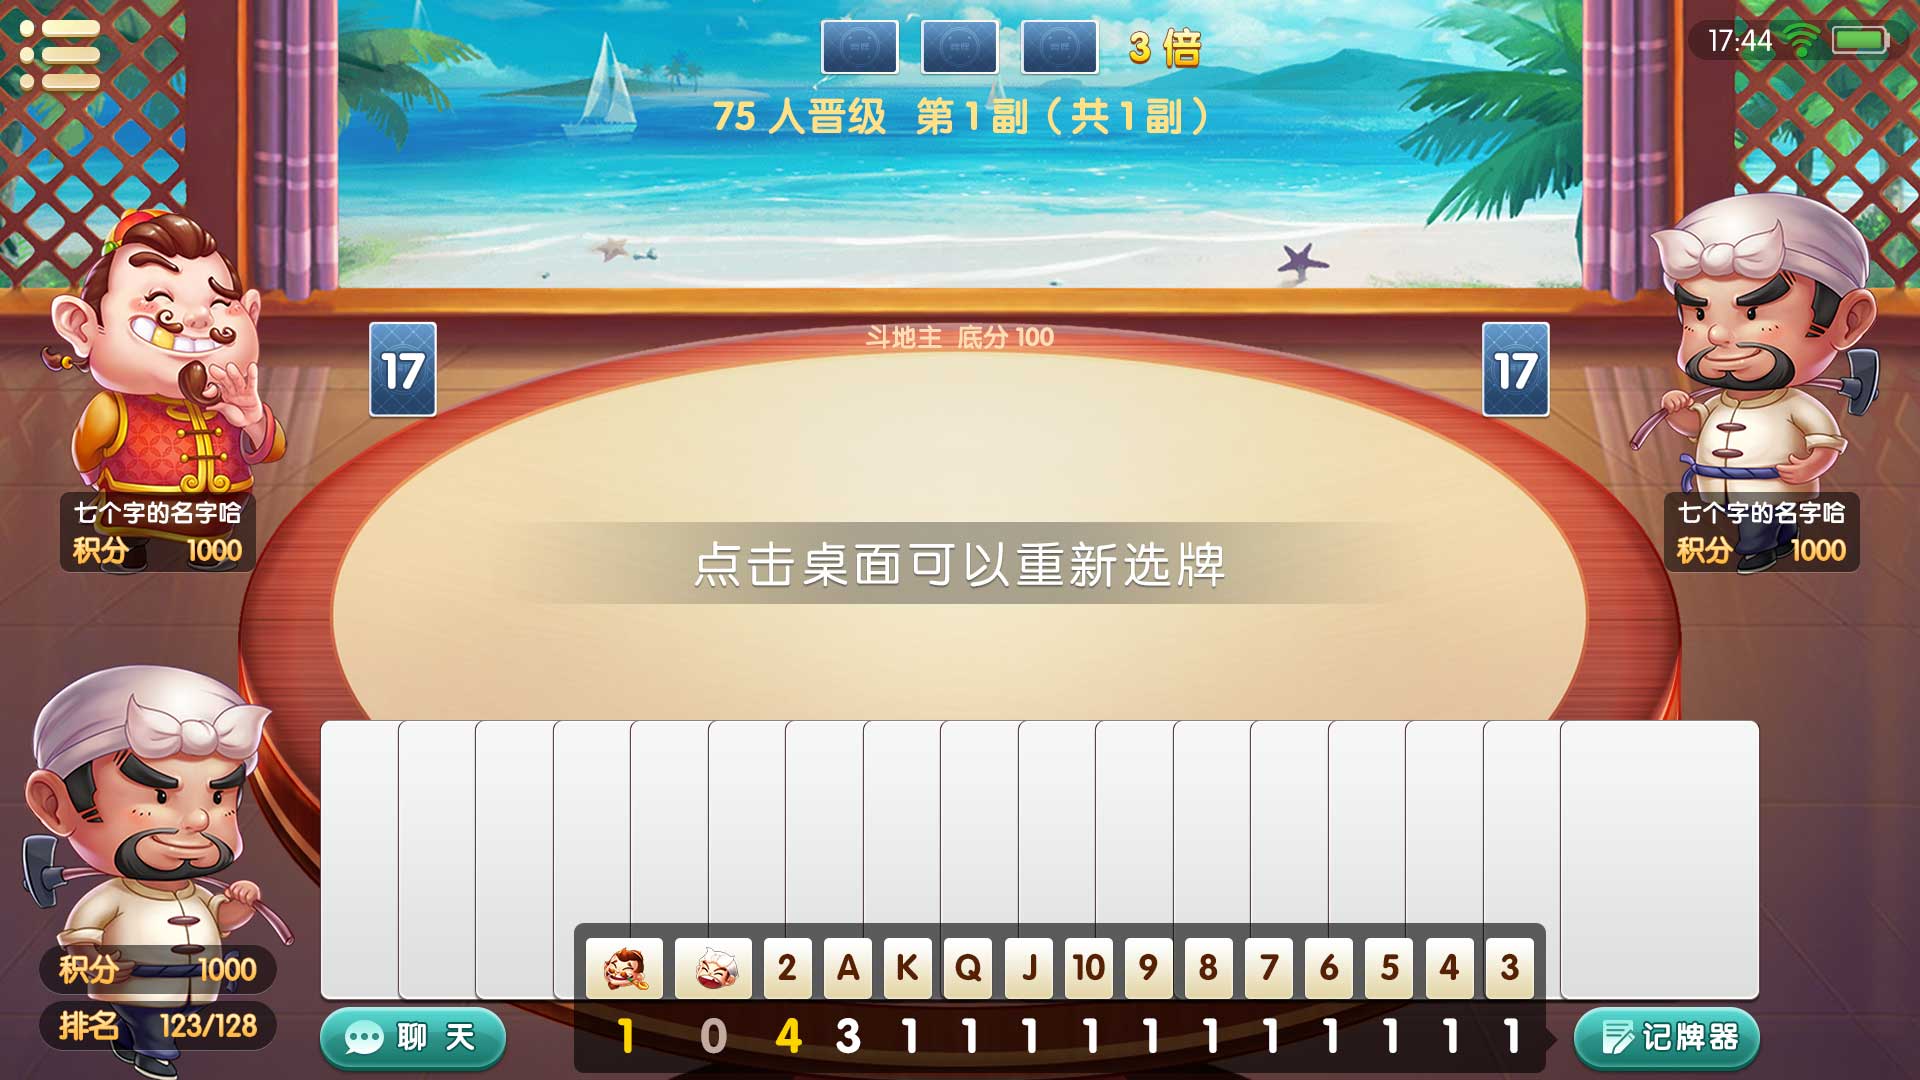 3 倍
17:44
75 人晋级 第1副（共1副）
斗地主 底分 100
17
17
七个字的名字哈
积分 1000
七个字的名字哈
积分 1000
点击桌面可以重新选牌
积分 1000
排名 123/128
2 A K Q J 10 9 8 7 6 5 4 3
1 0 4 3 1 1 1 1 1 1 1 1 1 1 1
聊 天
记牌器